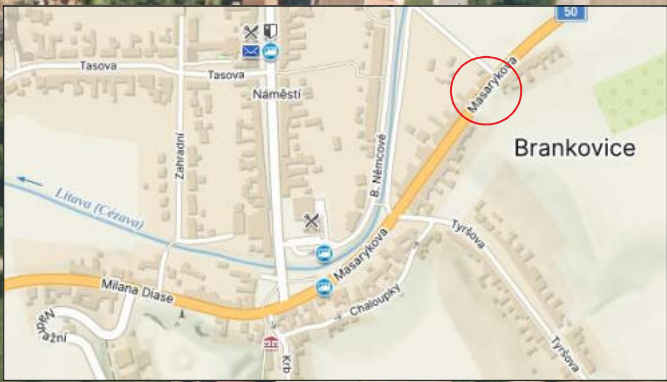 50
Tasova
Tasova
Náměstí
Masarykova
Brankovice
Zahradní
B. Němcové
Litava (Cézava)
Tyršova
Masarykova
Milana Diase
Chaloupky
Tyršova
Nádražní
Krb